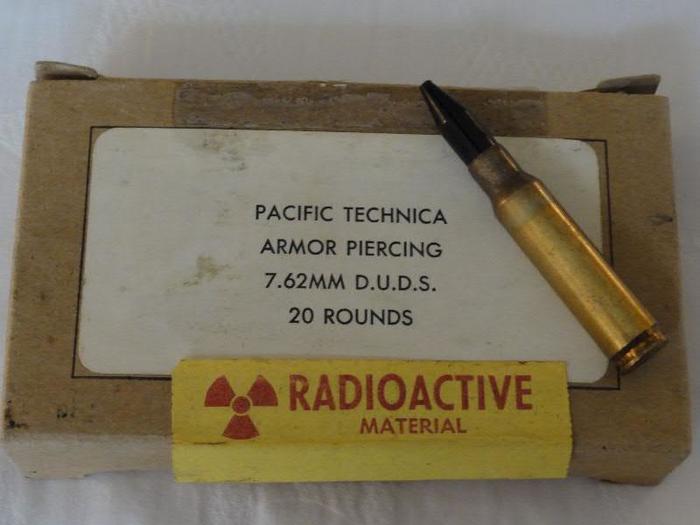 PACIFIC TECHNICA
ARMOR PIERCING
7.62MM D.U.D.S.
20 ROUNDS
RADIOACTIVE
MATERIAL